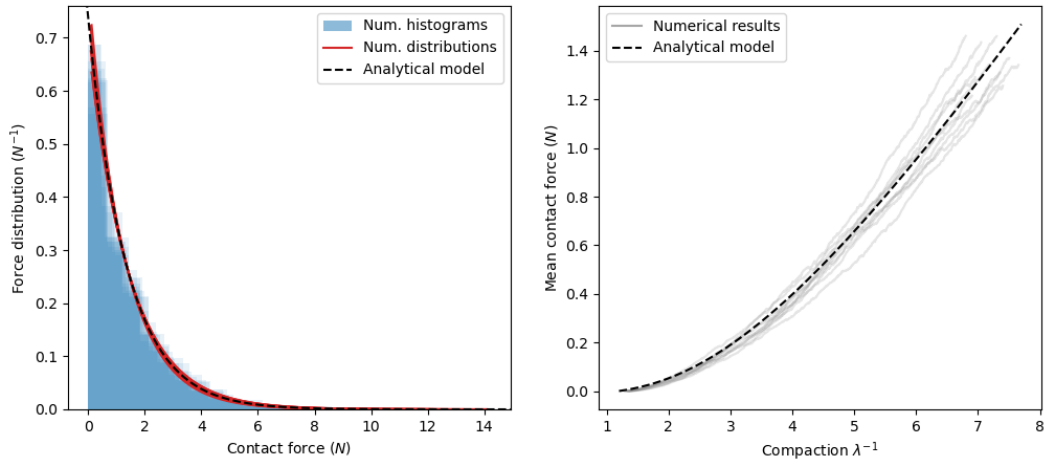 Force distribution (N⁻¹)
0.7
0.6
0.5
0.4
0.3
0.2
0.1
0.0
Num. histograms
Num. distributions
Analytical model
0 2 4 6 8 10 12 14
Contact force (N)
Mean contact force (N)
1.4
1.2
1.0
0.8
0.6
0.4
0.2
0.0
Numerical results
Analytical model
1 2 3 4 5 6 7 8
Compaction λ⁻¹